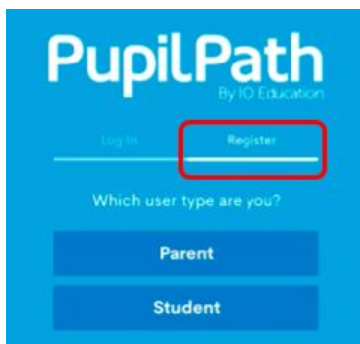 PupilPath
By IO Education
Log In Register
Which user type are you?
Parent
Student